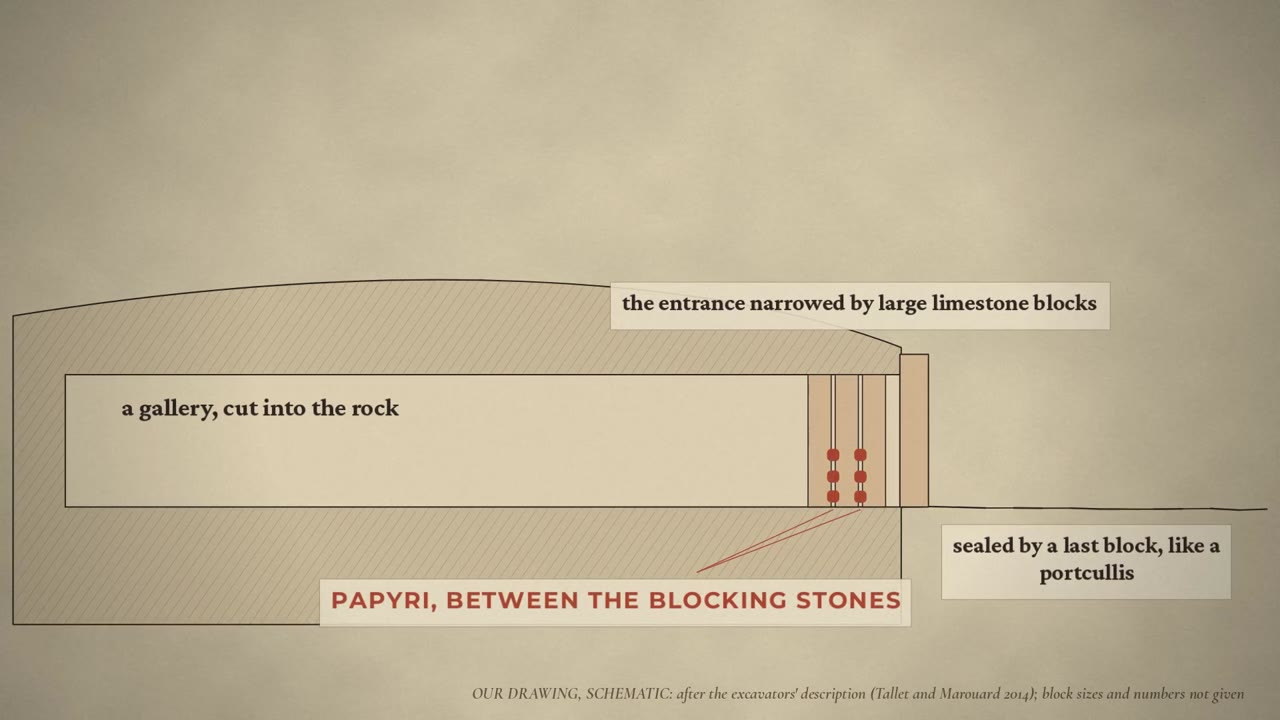 the entrance narrowed by large limestone blocks
a gallery, cut into the rock
sealed by a last block, like a
portcullis
PAPYRI, BETWEEN THE BLOCKING STONES
OUR DRAWING, SCHEMATIC: after the excavators' description (Tallet and Marouard 2014); block sizes and numbers not given